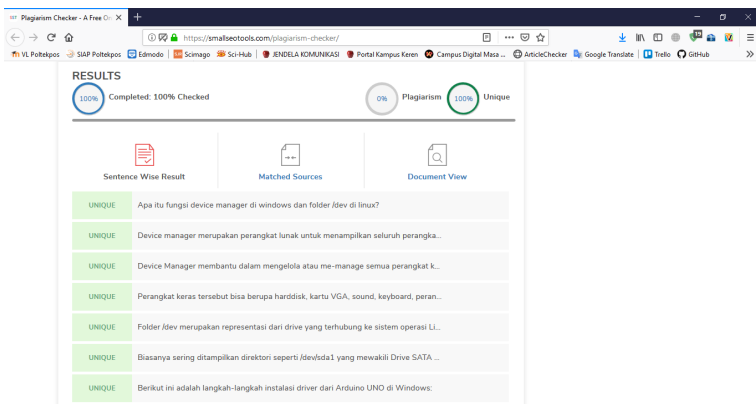 Plagiarism Checker - A Free On
https://smallseotools.com/plagiarism-checker/
VL Poltekpos SIAP Poltekpos Edmodo Scimago Sci-Hub JENDELA KOMUNIKASI Portal Kampus Keren Campus Digital Masa ... ArticleChecker Google Translate Trello GitHub
RESULTS
100% Completed: 100% Checked 0% Plagiarism 100% Unique
Sentence Wise Result Matched Sources Document View
UNIQUE Apa itu fungsi device manager di windows dan folder /dev di linux?
UNIQUE Device manager merupakan perangkat lunak untuk menampilkan seluruh perangka...
UNIQUE Device Manager membantu dalam mengelola atau me-manage semua perangkat k...
UNIQUE Perangkat keras tersebut bisa berupa harddisk, kartu VGA, sound, keyboard, peran...
UNIQUE Folder /dev merupakan representasi dari drive yang terhubung ke sistem operasi Li...
UNIQUE Biasanya sering ditampilkan direktori seperti /dev/sda1 yang mewakili Drive SATA ...
UNIQUE Berikut ini adalah langkah-langkah instalasi driver dari Arduino UNO di Windows: